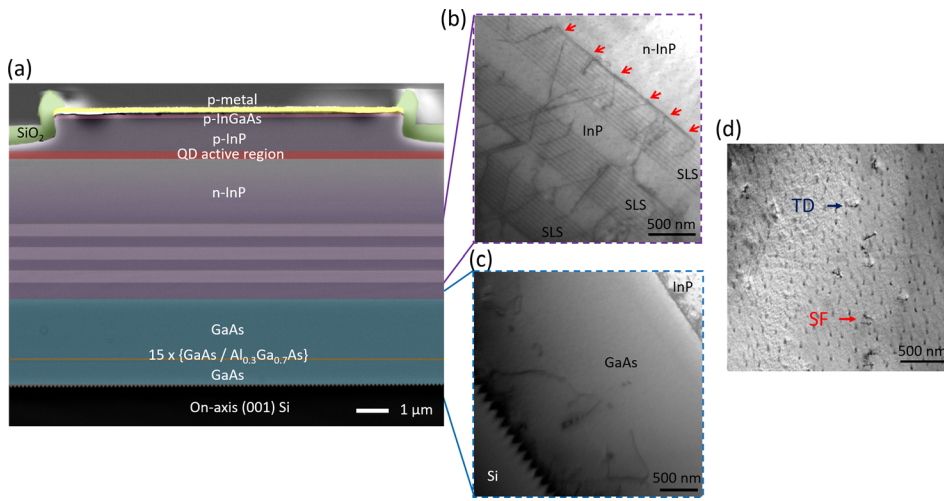 (a)
p-metal
p-InGaAs
SiO₂
p-InP
QD active region
n-InP
GaAs
15 x {GaAs / Al₀.₃Ga₀.₇As}
GaAs
On-axis (001) Si
1 μm
(b)
n-InP
InP
SLS
SLS
SLS
500 nm
(c)
InP
GaAs
Si
500 nm
(d)
TD
SF
500 nm